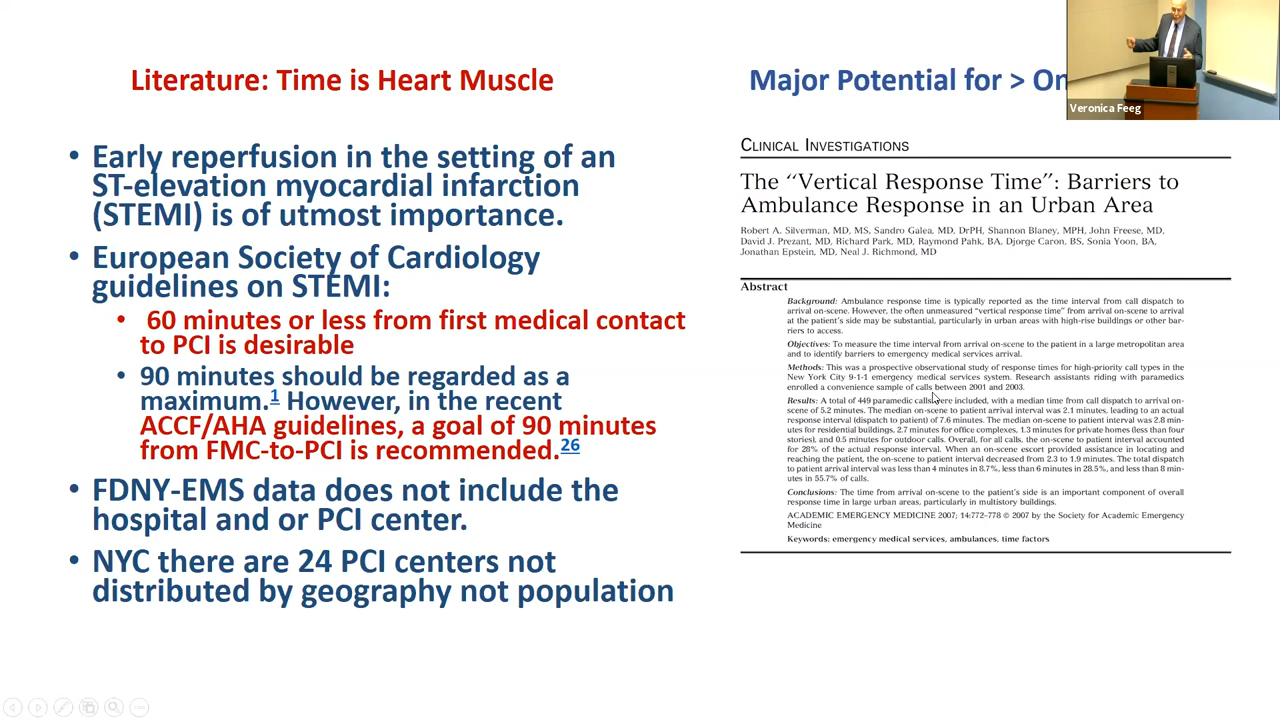 Literature: Time is Heart Muscle
• Early reperfusion in the setting of an
ST-elevation myocardial infarction
(STEMI) is of utmost importance.
• European Society of Cardiology
guidelines on STEMI:
• 60 minutes or less from first medical contact
to PCI is desirable
• 90 minutes should be regarded as a
maximum.1 However, in the recent
ACCF/AHA guidelines, a goal of 90 minutes
from FMC-to-PCI is recommended.26
• FDNY-EMS data does not include the
hospital and or PCI center.
• NYC there are 24 PCI centers not
distributed by geography not population
Major Potential for >
Veronica Feeg
CLINICAL INVESTIGATIONS
The “Vertical Response Time”: Barriers to
Ambulance Response in an Urban Area
Robert A. Silverman, MD, MS, Sandro Galea, MD, DrPH, Shannon Blaney, MPH, John Freese, MD,
David J. Prezant, MD, Richard Park, MD, Raymond Pahk, BA, Djorge Caron, BS, Sonia Yoon, BA,
Jonathan Epstein, MD, Neal J. Richmond, MD
Abstract
Background: Ambulance response time is typically reported as the time interval from call dispatch to
arrival on-scene. However, the often unmeasured “vertical response time” from arrival on-scene to arrival
at the patient’s side may be substantial, particularly in urban areas with high-rise buildings or other bar-
riers to access.
Objectives: To measure the time interval from arrival on-scene to the patient in a large metropolitan area
and to identify barriers to emergency medical services arrival.
Methods: This was a prospective observational study of response times for high-priority call types in the
New York City 9-1-1 emergency medical services system. Research assistants riding with paramedics
enrolled a convenience sample of calls between 2001 and 2003.
Results: A total of 449 paramedic calls were included, with a median time from call dispatch to arrival on-
scene of 5.2 minutes. The median on-scene to patient arrival interval was 2.1 minutes, leading to an actual
response interval (dispatch to patient) of 7.6 minutes. The median on-scene to patient interval was 2.8 min-
utes for residential buildings, 2.7 minutes for office complexes, 1.3 minutes for private homes (less than four
stories), and 0.5 minutes for outdoor calls. Overall, for all calls, the on-scene to patient interval accounted
for 28% of the actual response interval. When an on-scene escort provided assistance in locating and
reaching the patient, the on-scene to patient interval decreased from 2.3 to 1.9 minutes. The total dispatch
to patient arrival interval was less than 4 minutes in 8.7%, less than 6 minutes in 28.5%, and less than 8 min-
utes in 55.7% of calls.
Conclusions: The time from arrival on-scene to the patient’s side is an important component of overall
response time in large urban areas, particularly in multistory buildings.
ACADEMIC EMERGENCY MEDICINE 2007; 14:772–778 © 2007 by the Society for Academic Emergency
Medicine
Keywords: emergency medical services, ambulances, time factors